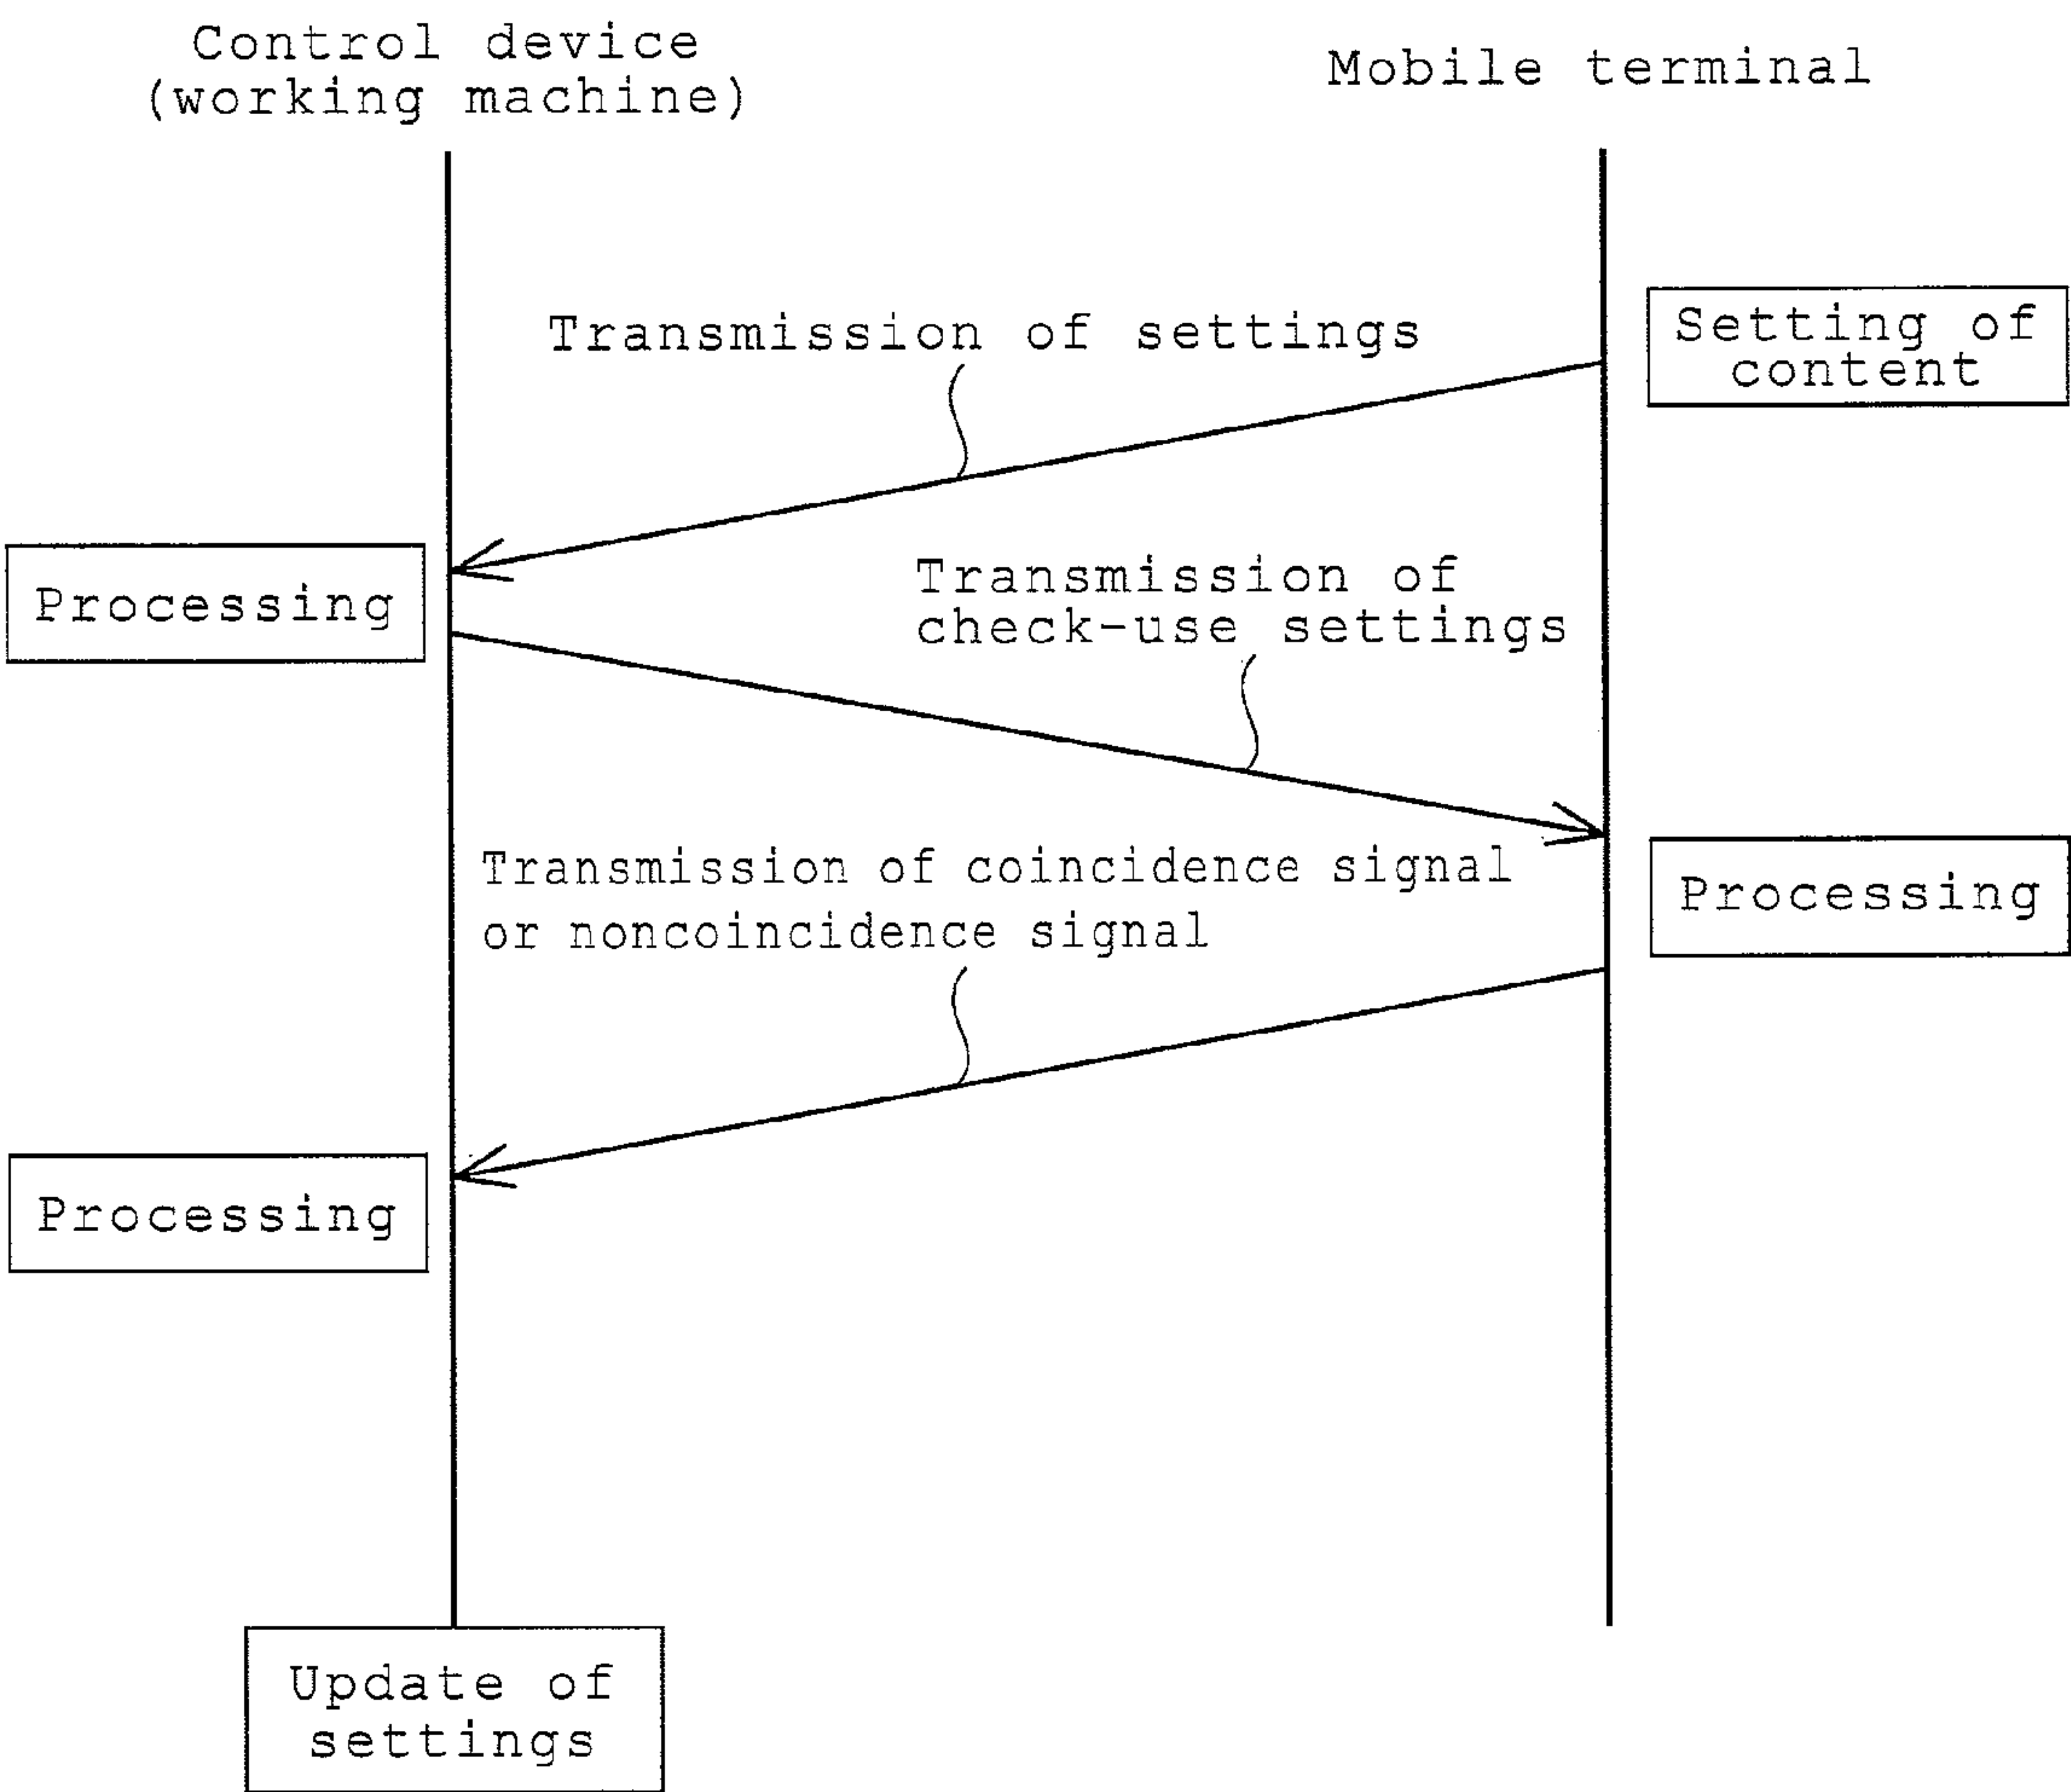 Control device
(working machine)
Mobile terminal
Setting of
content
Transmission of settings
Processing
Transmission of
check-use settings
Transmission of coincidence signal
or noncoincidence signal
Processing
Processing
Update of
settings